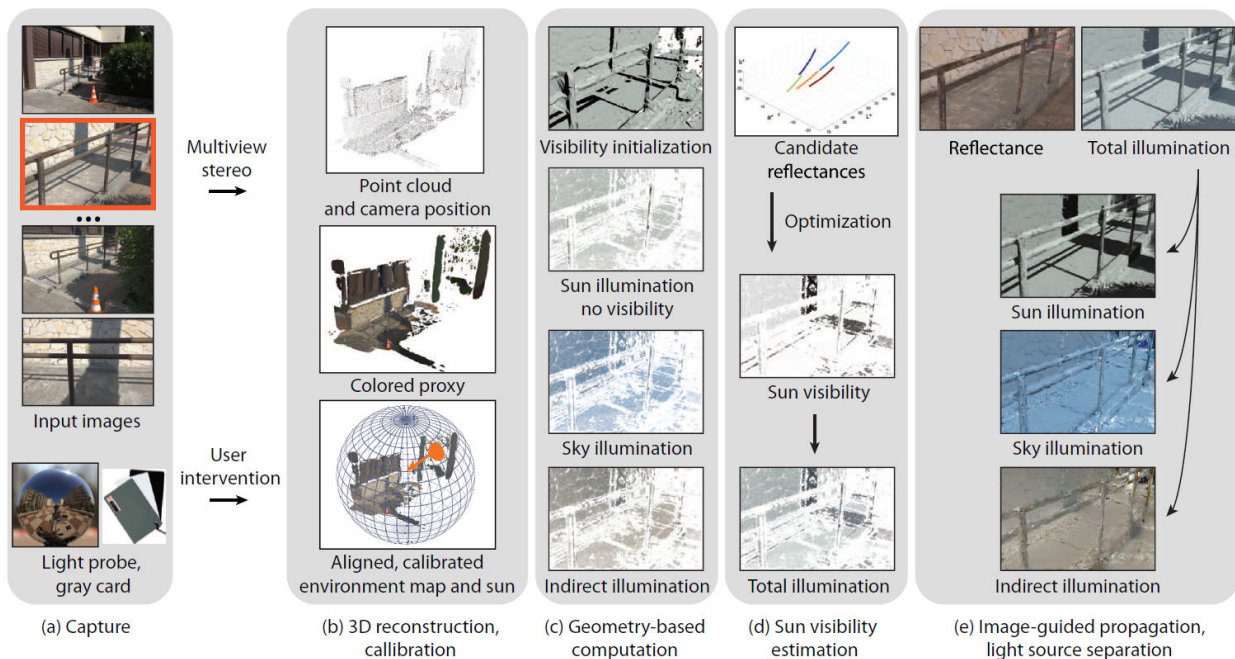 Input images
Light probe,
gray card
(a) Capture
Multiview
stereo
User
intervention
Point cloud
and camera position
Colored proxy
Aligned, calibrated
environment map and sun
(b) 3D reconstruction,
callibration
Visibility initialization
Sun illumination
no visibility
Sky illumination
Indirect illumination
(c) Geometry-based
computation
Candidate
reflectances
Optimization
Sun visibility
Total illumination
(d) Sun visibility
estimation
Reflectance
Total illumination
Sun illumination
Sky illumination
Indirect illumination
(e) Image-guided propagation,
light source separation